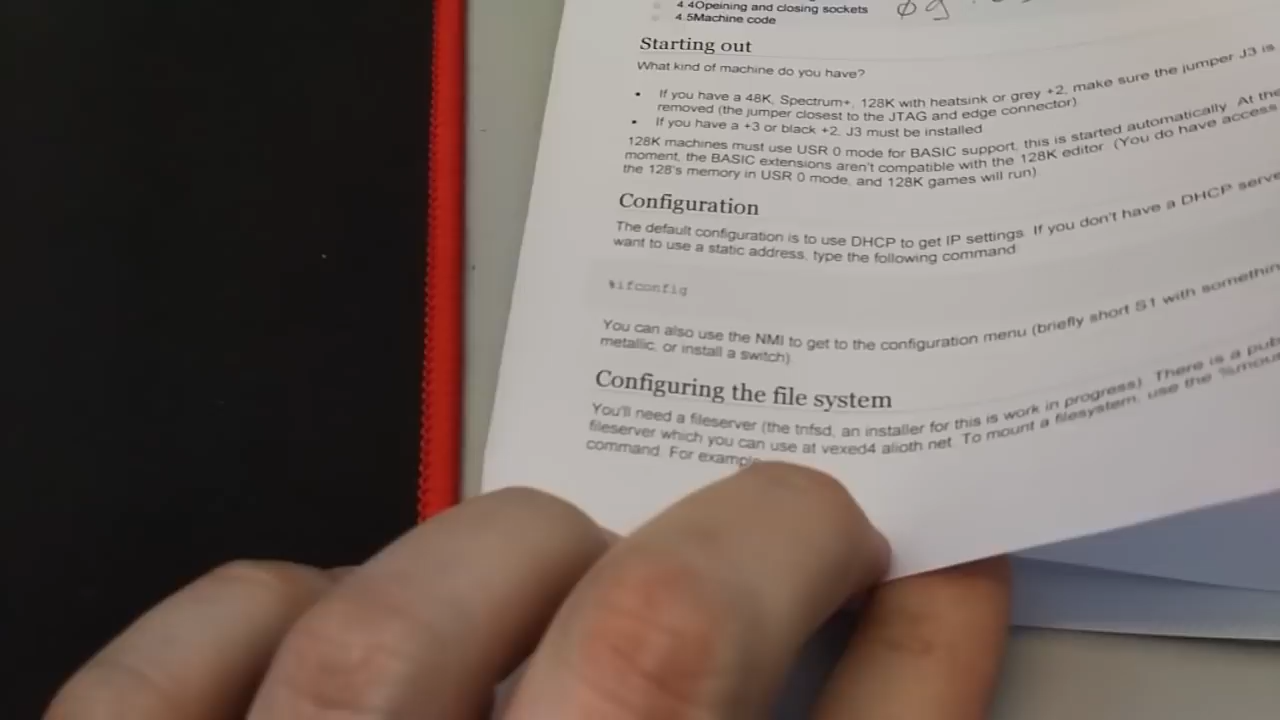 4.4Opeining and closing sockets
4.5Machine code
Starting out
What kind of machine do you have?
• If you have a 48K, Spectrum+, 128K with heatsink or grey +2, make sure the jumper J3 is
removed (the jumper closest to the JTAG and edge connector)
• If you have a +3 or black +2, J3 must be installed
128K machines must use USR 0 mode for BASIC support, this is started automatically. At the
moment, the BASIC extensions aren't compatible with the 128K editor. (You do have access
the 128's memory in USR 0 mode, and 128K games will run)
Configuration
The default configuration is to use DHCP to get IP settings. If you don't have a DHCP serve
want to use a static address, type the following command
%ifconfig
You can also use the NMI to get to the configuration menu (briefly short S1 with somethin
metallic, or install a switch)
Configuring the file system
You'll need a fileserver (the tnfsd, an installer for this is work in progress). There is a pub
fileserver which you can use at vexed4 alioth net. To mount a filesystem, use the %mou
command. For example